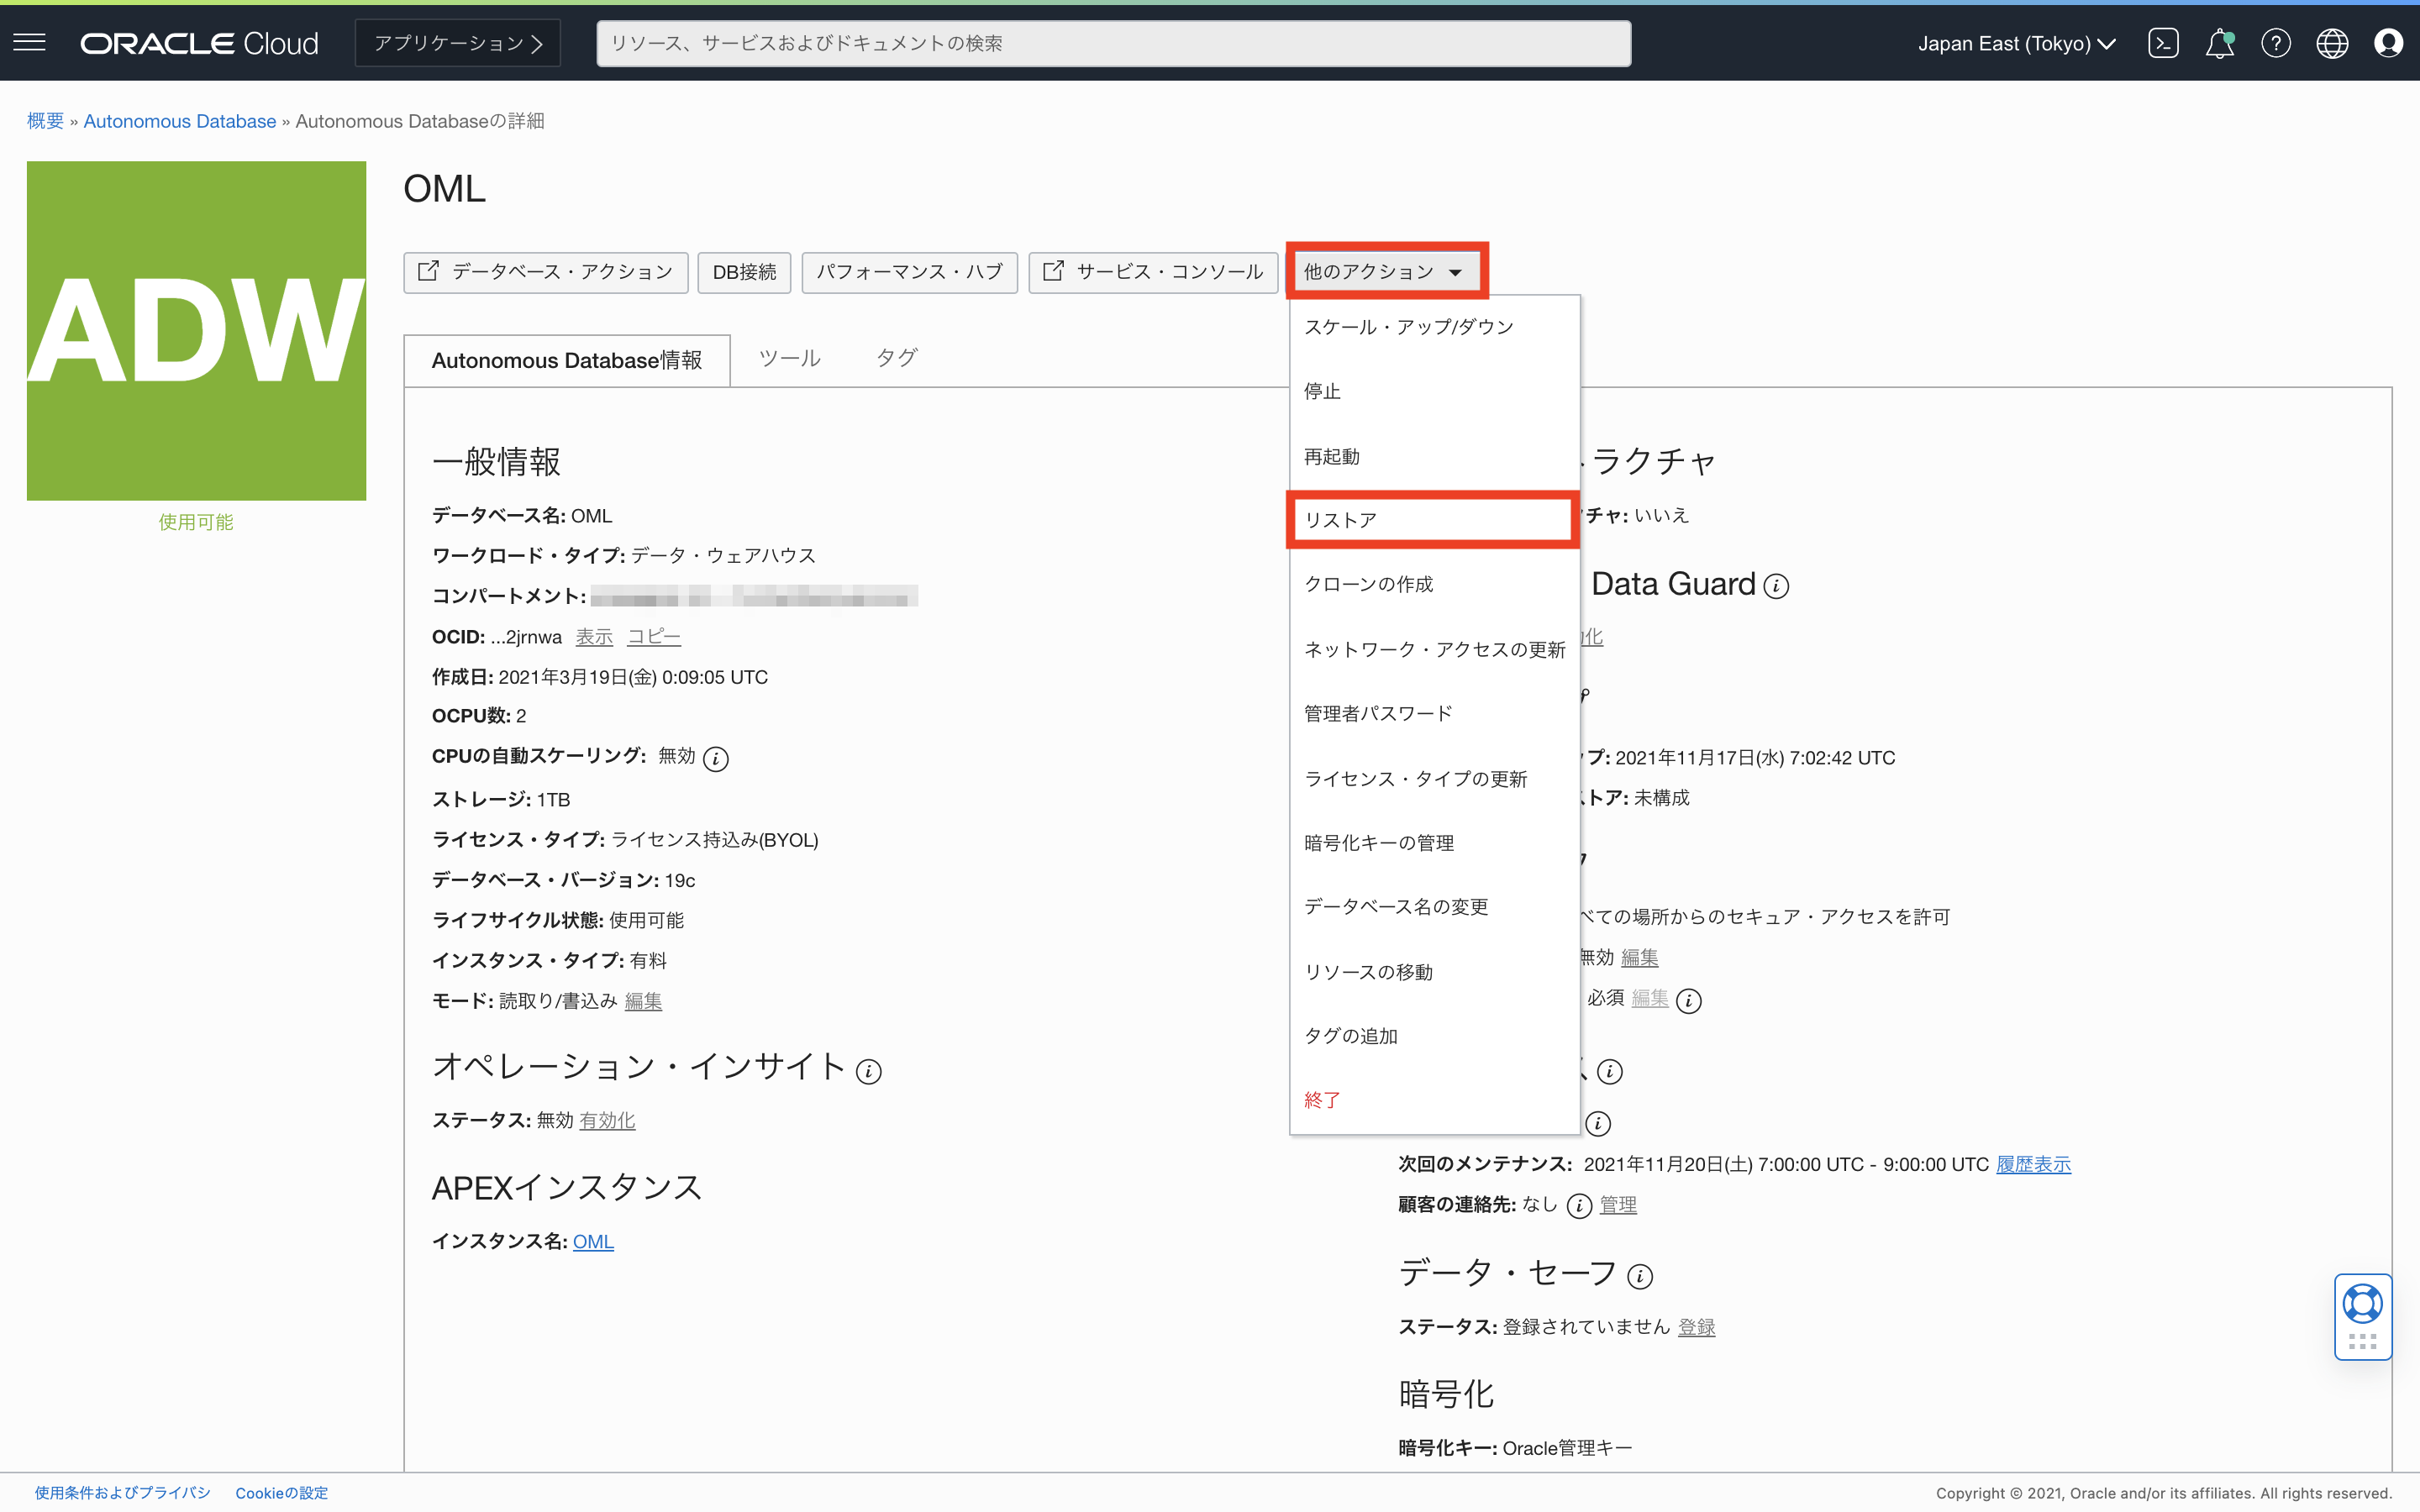 ORACLE Cloud
アプリケーション
リソース、サービスおよびドキュメントの検索
Japan East (Tokyo)
概要 » Autonomous Database » Autonomous Databaseの詳細
ADW
使用可能
OML
データベース・アクション
DB接続
パフォーマンス・ハブ
サービス・コンソール
他のアクション
スケール・アップ/ダウン
停止
再起動
リストア
クローンの作成
ネットワーク・アクセスの更新
管理者パスワード
ライセンス・タイプの更新
暗号化キーの管理
データベース名の変更
リソースの移動
タグの追加
終了
Autonomous Database情報
ツール
タグ
一般情報
データベース名: OML
ワークロード・タイプ: データ・ウェアハウス
コンパートメント:
OCID: ...2jrnwa 表示 コピー
作成日: 2021年3月19日(金) 0:09:05 UTC
OCPU数: 2
CPUの自動スケーリング: 無効
ストレージ: 1TB
ライセンス・タイプ: ライセンス持込み(BYOL)
データベース・バージョン: 19c
ライフサイクル状態: 使用可能
インスタンス・タイプ: 有料
モード: 読取り/書込み 編集
オペレーション・インサイト
ステータス: 無効 有効化
APEXインスタンス
インスタンス名: OML
ラクチャ
チャ: いいえ
Data Guard
化
プ: 2021年11月17日(水) 7:02:42 UTC
トア: 未構成
べての場所からのセキュア・アクセスを許可
無効 編集
必須 編集
次回のメンテナンス: 2021年11月20日(土) 7:00:00 UTC - 9:00:00 UTC 履歴表示
顧客の連絡先: なし 管理
データ・セーフ
ステータス: 登録されていません 登録
暗号化
暗号化キー: Oracle管理キー
使用条件およびプライバシ
Cookieの設定
Copyright © 2021, Oracle and/or its affiliates. All rights reserved.